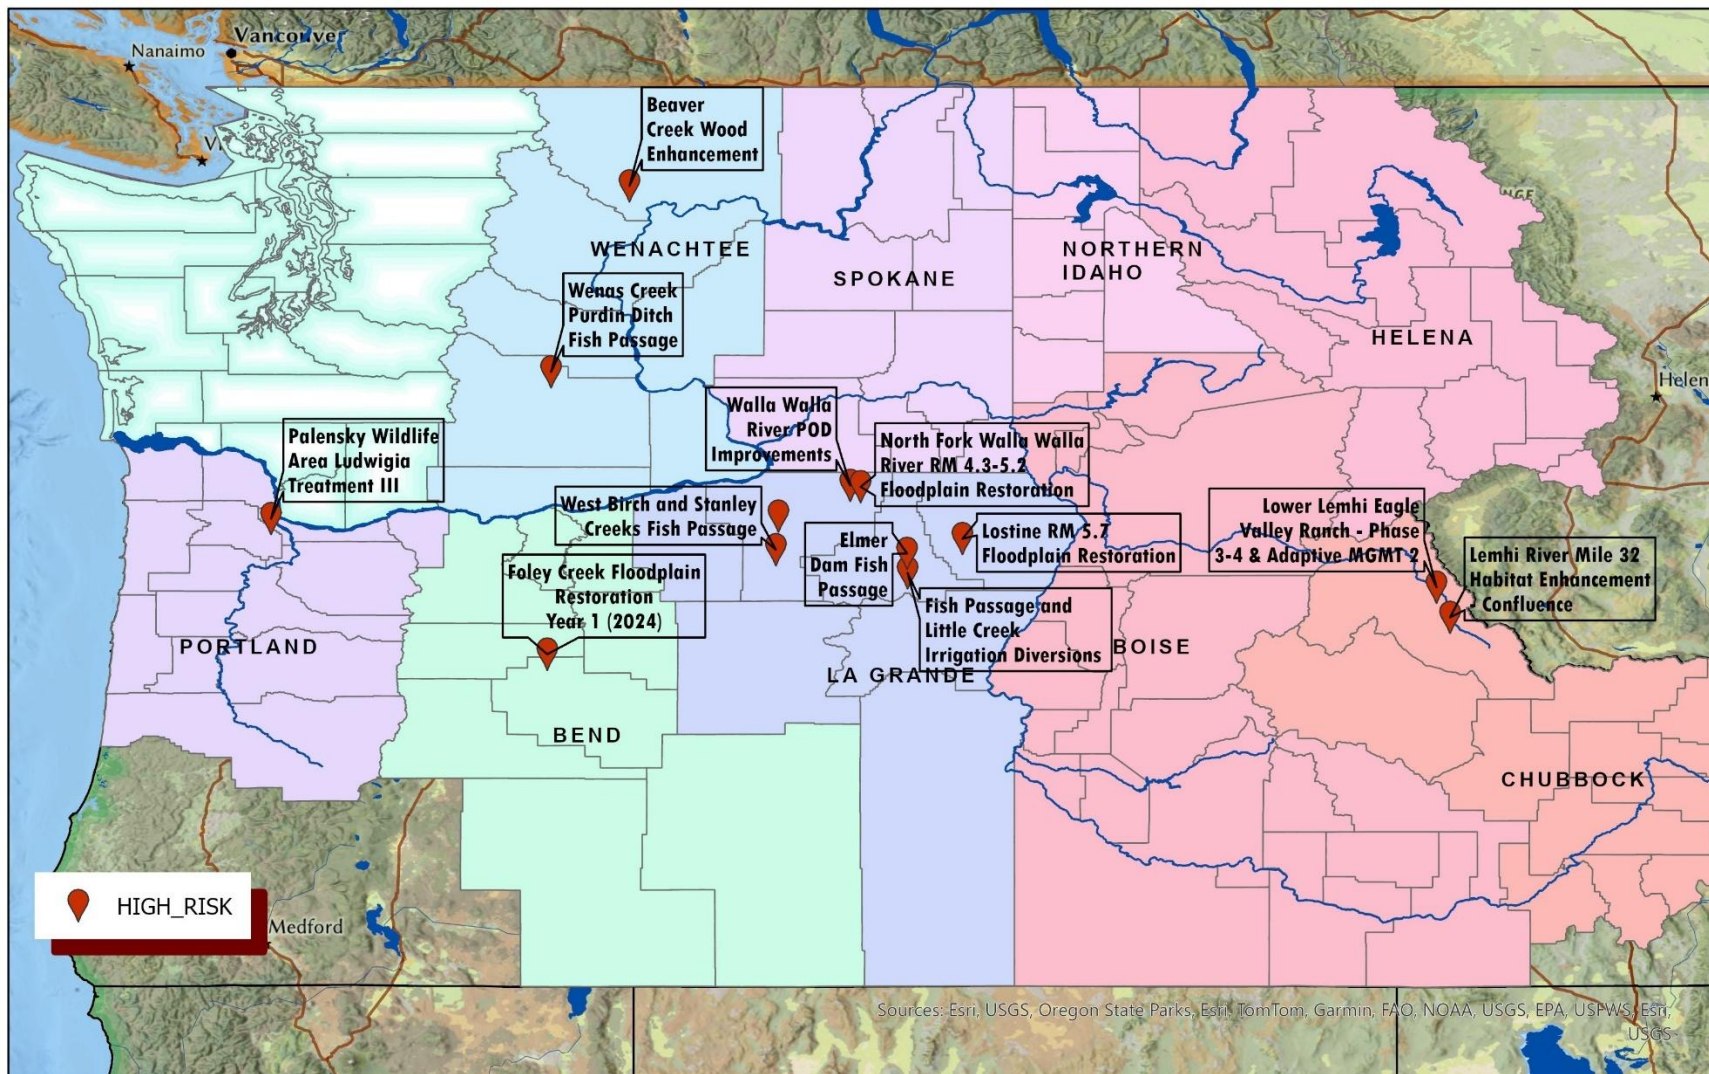 Nanaimo
Vancouver
Vi
Beaver
Creek Wood
Enhancement
WENACHTEE
SPOKANE
NORTHERN
IDAHO
NGE
HELENA
Helen
Wenas Creek
Purdin Ditch
Fish Passage
Walla Walla
River POD
Improvements
North Fork Walla Walla
River RM 4.3-5.2
Floodplain Restoration
Palensky Wildlife
Area Ludwigia
Treatment III
West Birch and Stanley
Creeks Fish Passage
Elmer
Dam Fish
Passage
Lostine RM 5.7
Floodplain Restoration
Lower Lemhi Eagle
Valley Ranch - Phase
3-4 & Adaptive MGMT 2
Lemhi River Mile 32
Habitat Enhancement
- Confluence
Foley Creek Floodplain
Restoration
Year 1 (2024)
Fish Passage and
Little Creek
Irrigation Diversions
PORTLAND
BOISE
LA GRANDE
BEND
CHUBBOCK
HIGH_RISK
Medford
Sources: Esri, USGS, Oregon State Parks, Esri, TomTom, Garmin, FAO, NOAA, USGS, EPA, USFWS, Esri,
USGS